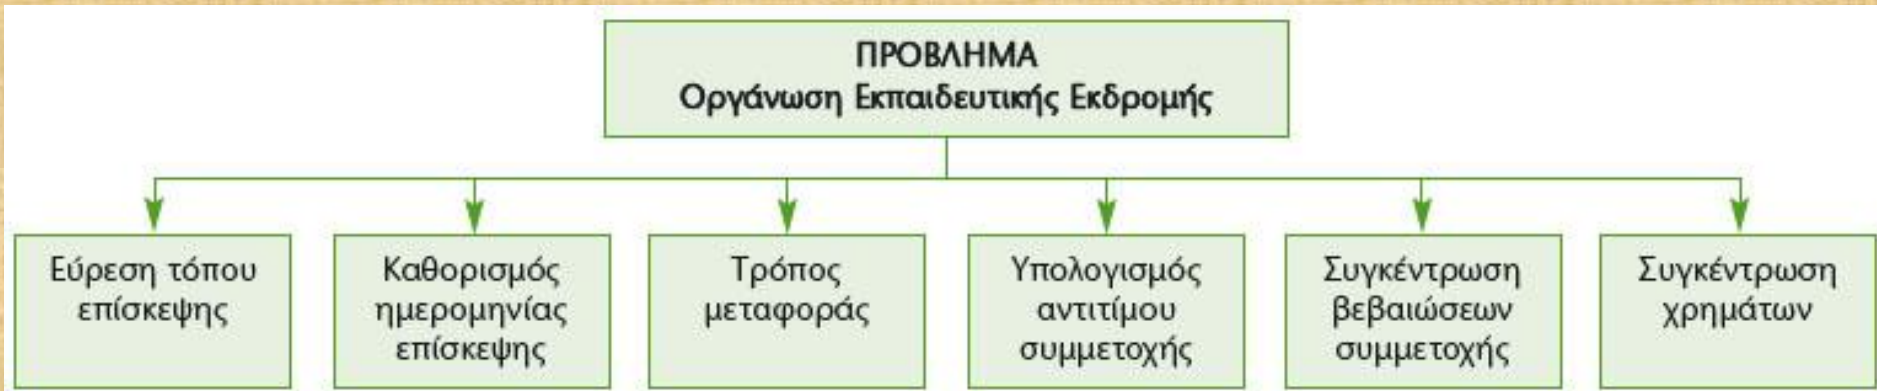 ΠΡΟΒΛΗΜΑ
Οργάνωση Εκπαιδευτικής Εκδρομής
Εύρεση τόπου
επίσκεψης
Καθορισμός
ημερομηνίας
επίσκεψης
Τρόπος
μεταφοράς
Υπολογισμός
αντιτίμου
συμμετοχής
Συγκέντρωση
βεβαιώσεων
συμμετοχής
Συγκέντρωση
χρημάτων